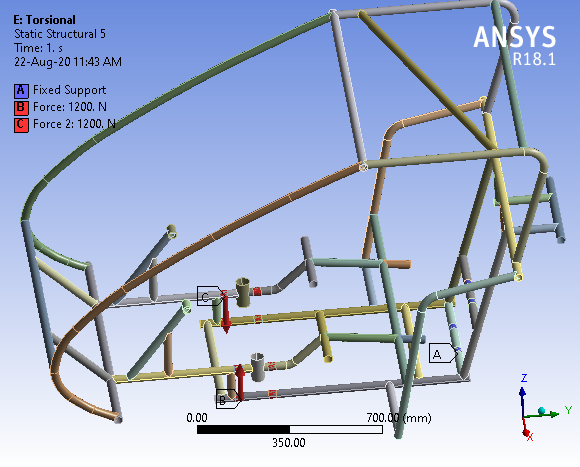 E: Torsional
Static Structural 5
Time: 1. s
22-Aug-20 11:43 AM
A Fixed Support
B Force: 1200. N
C Force 2: 1200. N
ANSYS
R18.1
C
A
B
0.00 700.00 (mm)
350.00
Z
Y
X